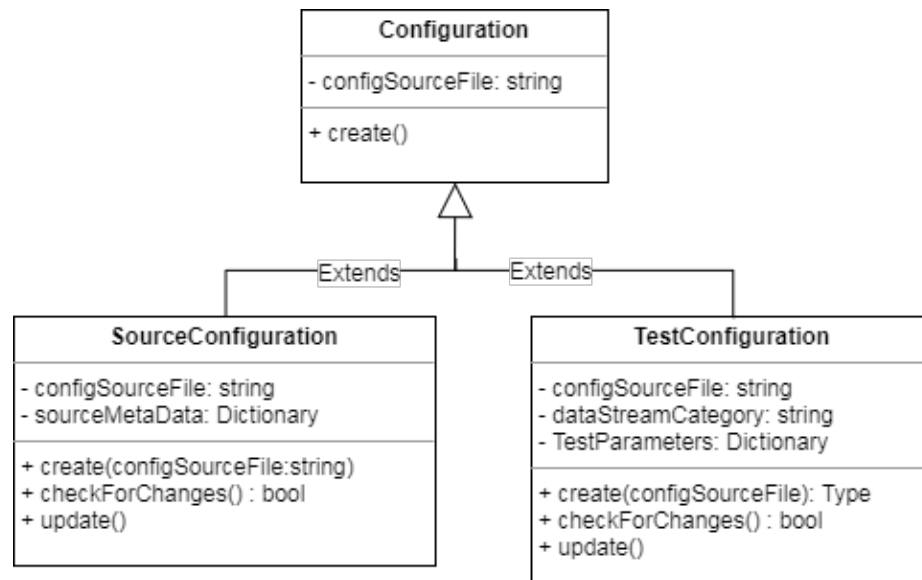 Configuration
- configSourceFile: string
+ create()
Extends
Extends
SourceConfiguration
- configSourceFile: string
- sourceMetaData: Dictionary
+ create(configSourceFile:string)
+ checkForChanges() : bool
+ update()
TestConfiguration
- configSourceFile: string
- dataStreamCategory: string
- TestParameters: Dictionary
+ create(configSourceFile): Type
+ checkForChanges() : bool
+ update()